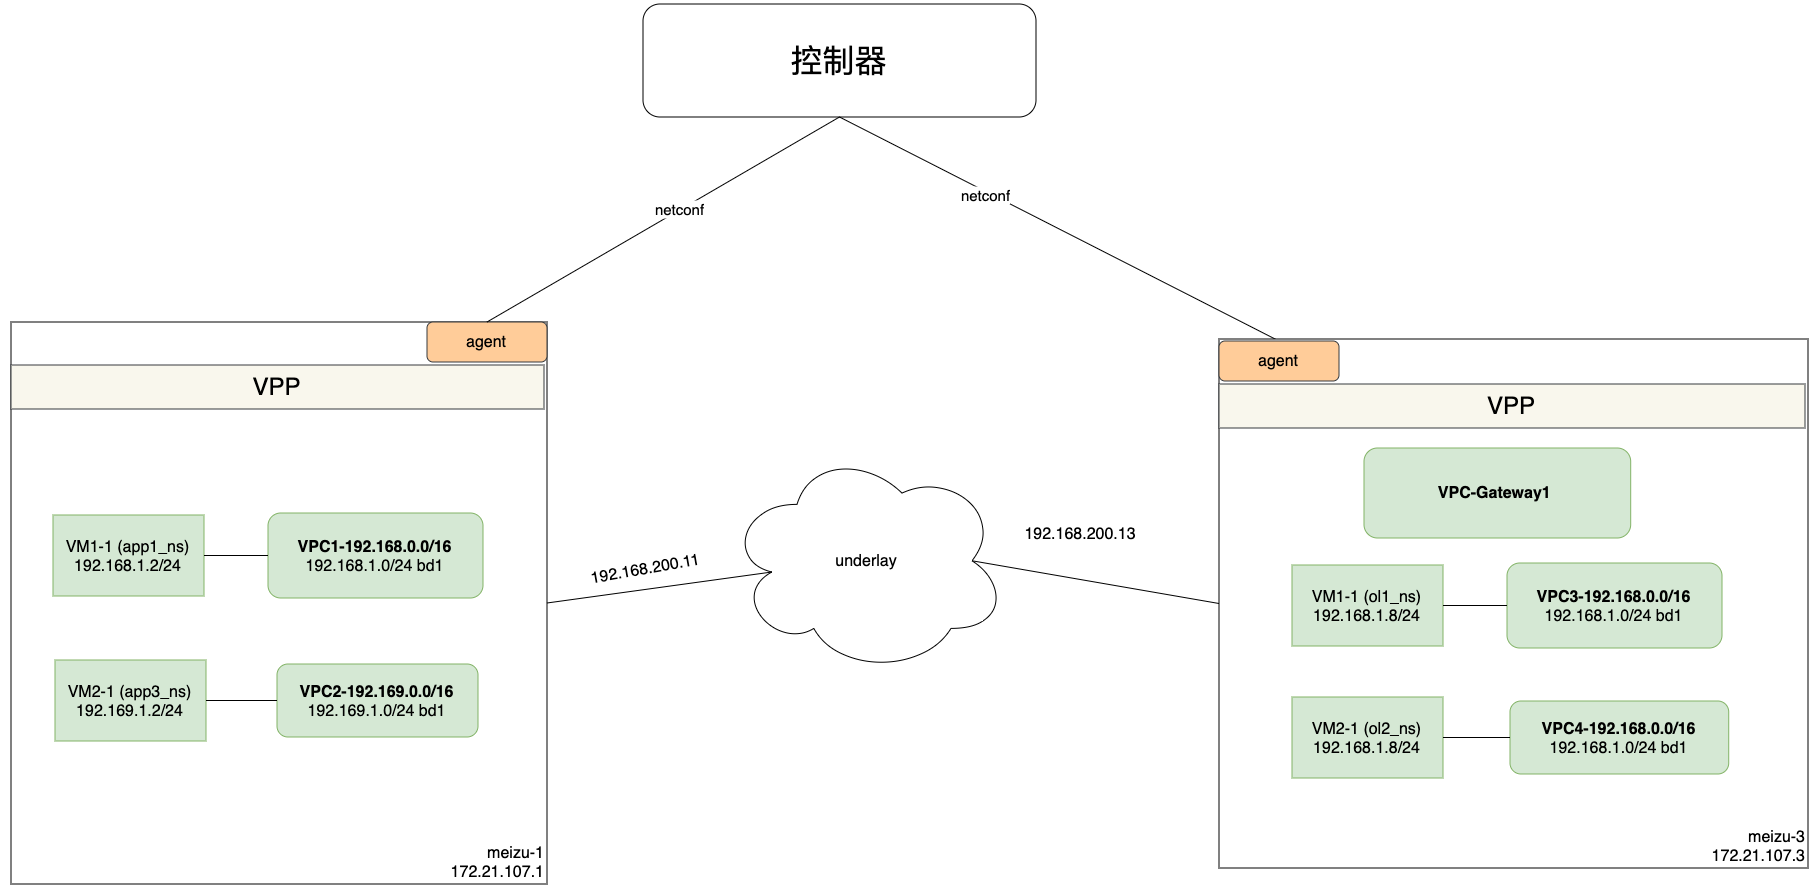 控制器
netconf
netconf
agent
VPP
VM1-1 (app1_ns)
192.168.1.2/24
VPC1-192.168.0.0/16
192.168.1.0/24 bd1
VM2-1 (app3_ns)
192.169.1.2/24
VPC2-192.169.0.0/16
192.169.1.0/24 bd1
meizu-1
172.21.107.1
192.168.200.11
underlay
192.168.200.13
agent
VPP
VPC-Gateway1
VM1-1 (ol1_ns)
192.168.1.8/24
VPC3-192.168.0.0/16
192.168.1.0/24 bd1
VM2-1 (ol2_ns)
192.168.1.8/24
VPC4-192.168.0.0/16
192.168.1.0/24 bd1
meizu-3
172.21.107.3